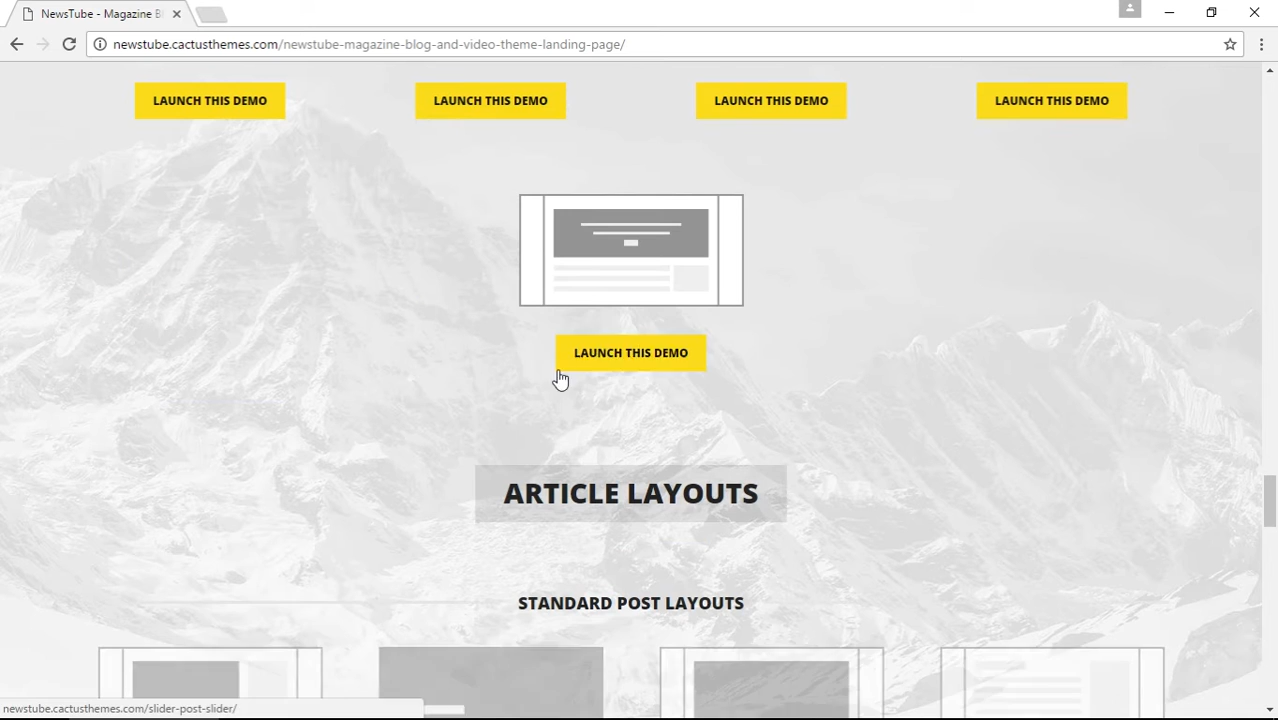 NewsTube - Magazine B
newstube.cactusthemes.com/newstube-magazine-blog-and-video-theme-landing-page/
LAUNCH THIS DEMO LAUNCH THIS DEMO LAUNCH THIS DEMO LAUNCH THIS DEMO
LAUNCH THIS DEMO
ARTICLE LAYOUTS
STANDARD POST LAYOUTS
newstube.cactusthemes.com/slider-post-slider/